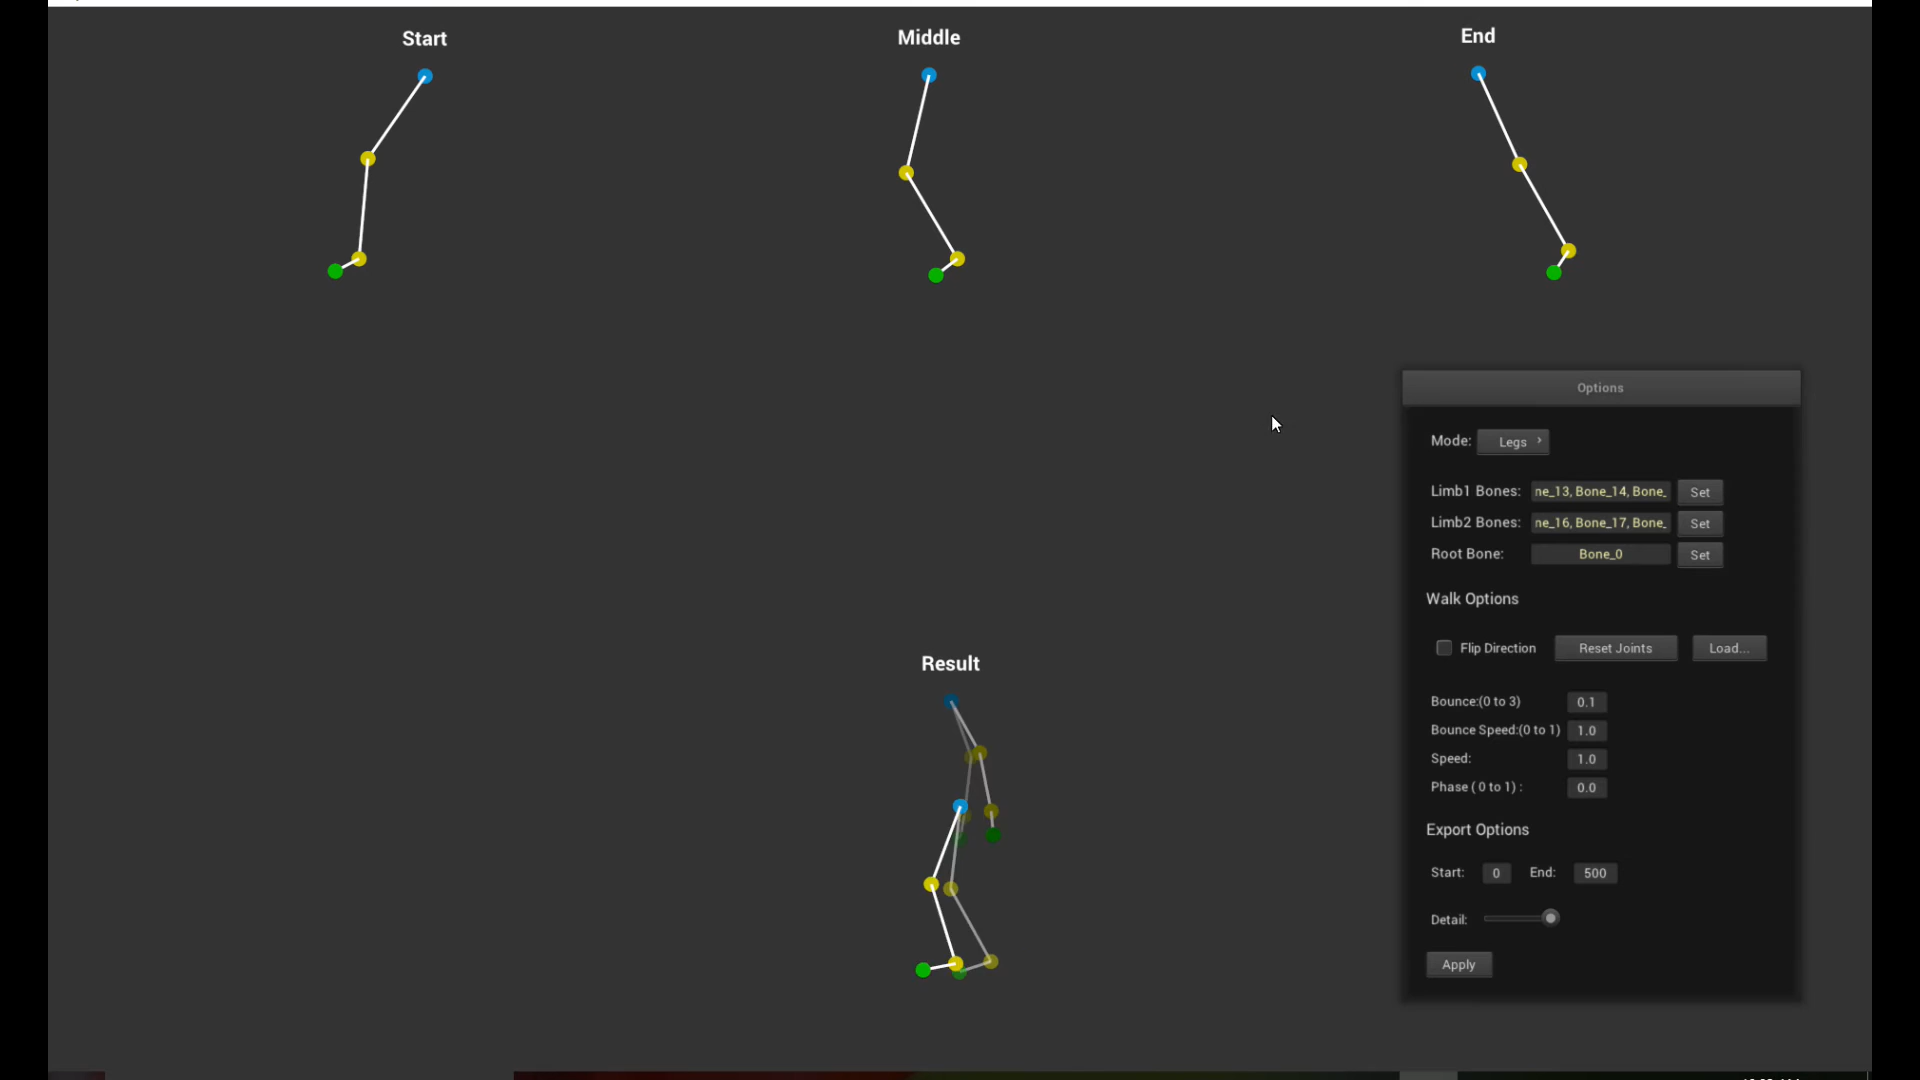 Start
Middle
End
Options
Mode: Legs
Limb1 Bones: ne_13, Bone_14, Bone_ Set
Limb2 Bones: ne_16, Bone_17, Bone_ Set
Root Bone: Bone_0 Set
Walk Options
Flip Direction Reset Joints Load...
Bounce:(0 to 3) 0.1
Bounce Speed:(0 to 1) 1.0
Speed: 1.0
Phase ( 0 to 1) : 0.0
Export Options
Start: 0 End: 500
Detail:
Apply
Result